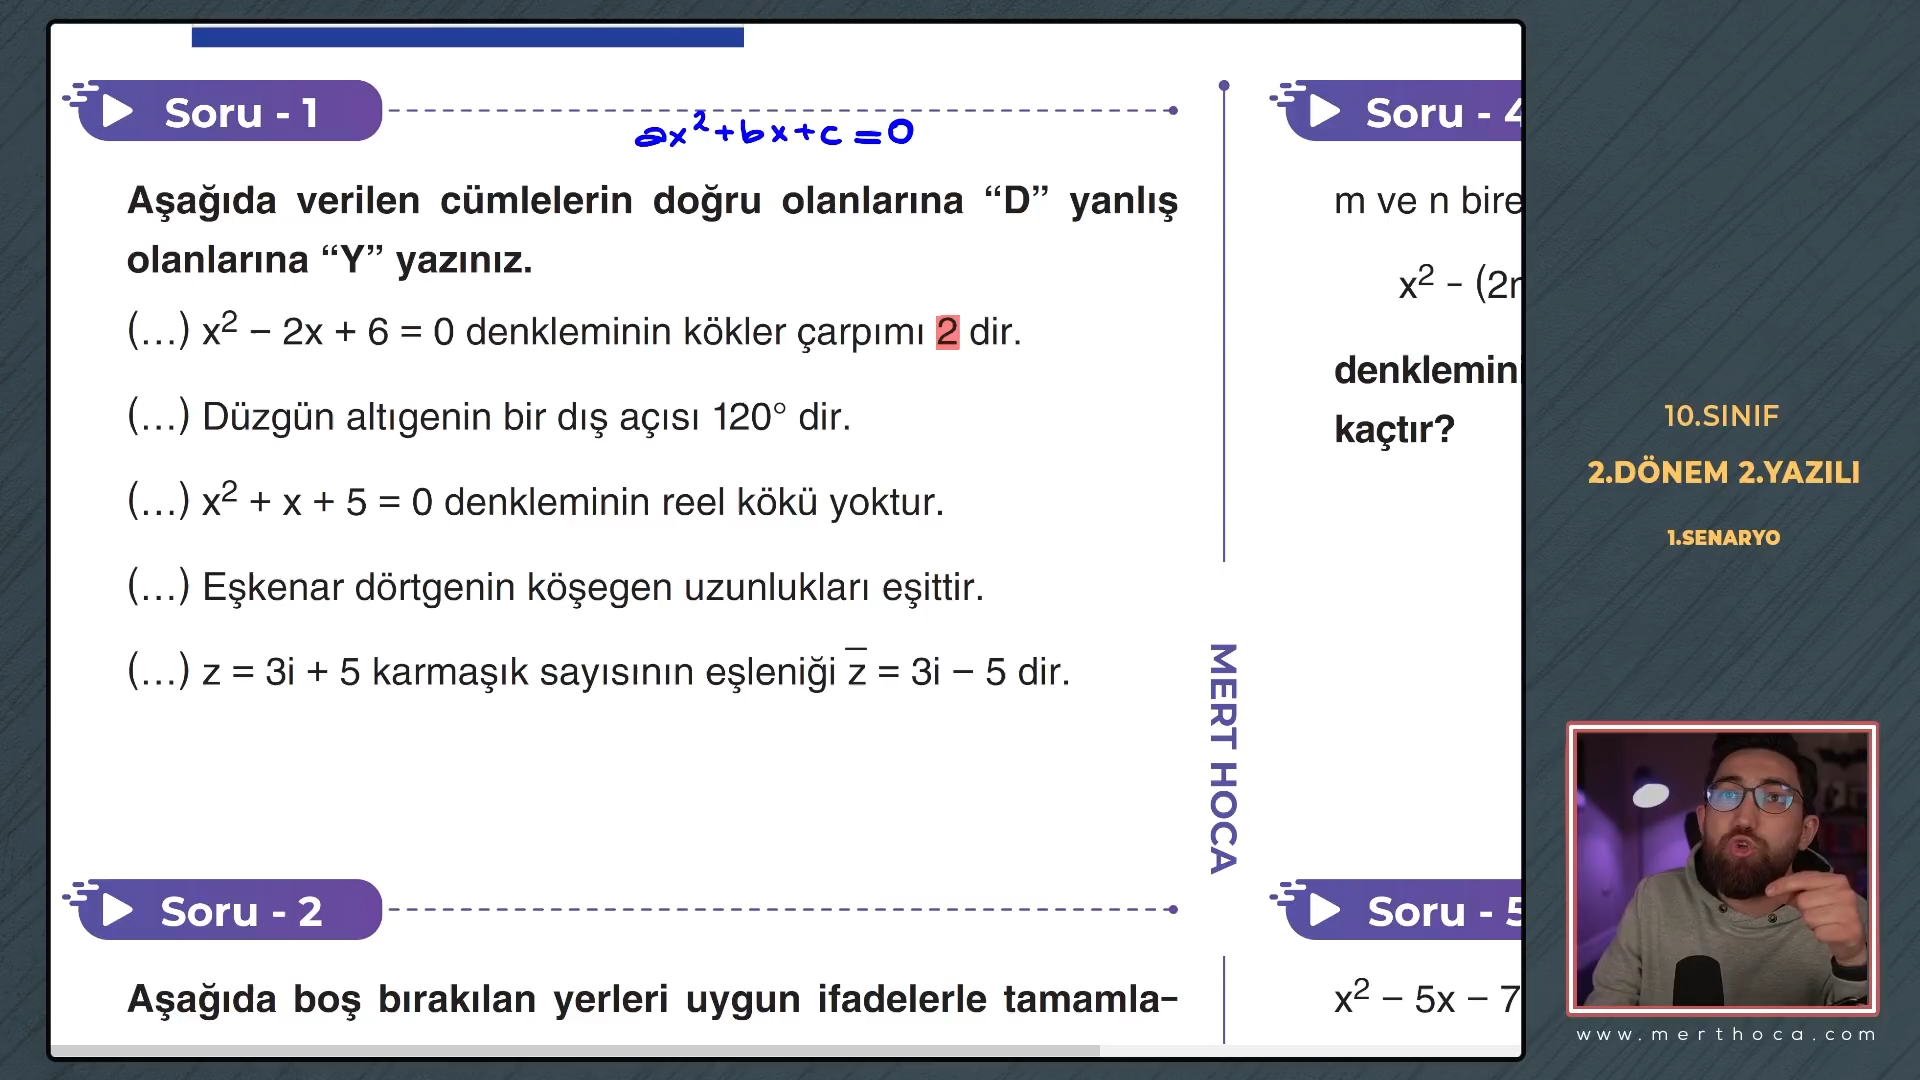 Soru - 1
ax²+bx+c=0
Aşağıda verilen cümlelerin doğru olanlarına “D” yanlış
olanlarına “Y” yazınız.
(...) x² − 2x + 6 = 0 denkleminin kökler çarpımı 2 dir.
(...) Düzgün altıgenin bir dış açısı 120° dir.
(...) x² + x + 5 = 0 denkleminin reel kökü yoktur.
(...) Eşkenar dörtgenin köşegen uzunlukları eşittir.
(...) z = 3i + 5 karmaşık sayısının eşleniği z̅ = 3i − 5 dir.
Soru - 2
Aşağıda boş bırakılan yerleri uygun ifadelerle tamamla-
MERT HOCA
Soru - 4
m ve n bire
x² - (2
denklemin
kaçtır?
Soru - 5
x² − 5x − 7
10.SINIF
2.DÖNEM 2.YAZILI
1.SENARYO
www.merthoca.com